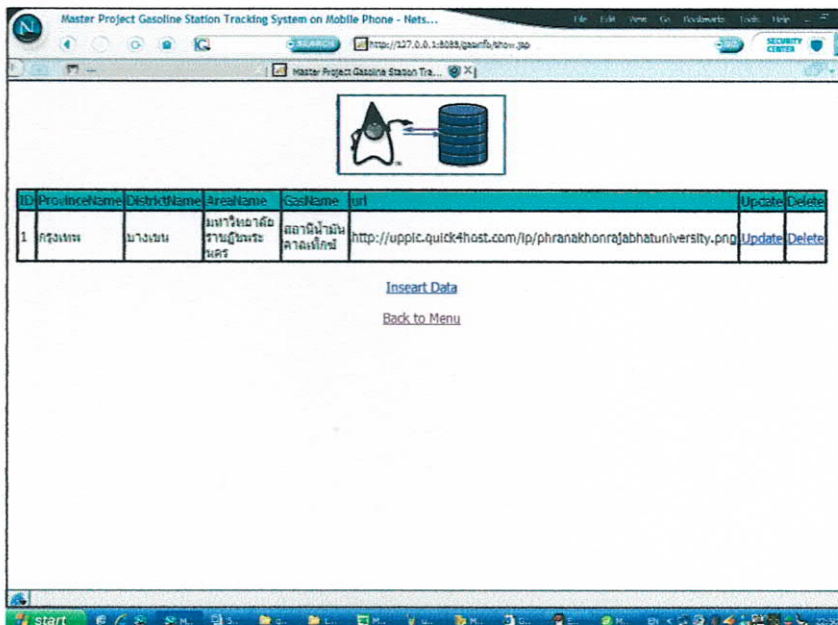 Master Project Gasoline Station Tracking System on Mobile Phone - Nets...
File Edit View Go Bookmarks Tools Help
SEARCH
http://127.0.0.1:8088/gasinfo/show.jsp
SECURITY CENTER
Master Project Gasoline Station Tra...
ID ProvinceName DistrictName AreaName GasName url Update Delete
1 กรุงเทพ บางเขน มหาวิทยาลัยราชภัฏพระนคร สถานีน้ำมันคาลเท็กซ์ http://uppic.quick4host.com/ip/phranakhonrajabhatuniversity.png Update Delete
Inseart Data
Back to Menu
start